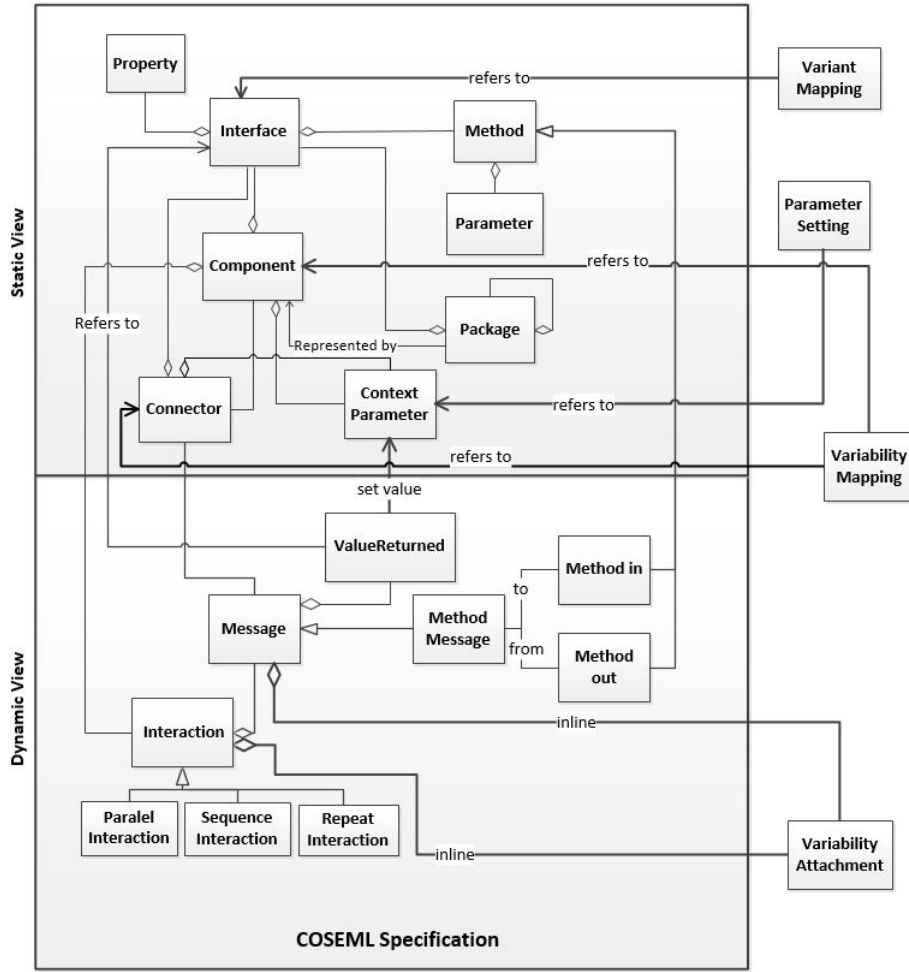 Property
Variant
Mapping
refers to
Interface
Method
Parameter
Parameter
Setting
Static View
Component
refers to
Refers to
Package
Represented by
Context
Parameter
Connector
refers to
refers to
Variability
Mapping
set value
ValueReturned
Method in
to
Message
Method
Message
from
Method
out
Dynamic View
Interaction
inline
Paralel
Interaction
Sequence
Interaction
Repeat
Interaction
inline
Variability
Attachment
COSEML Specification